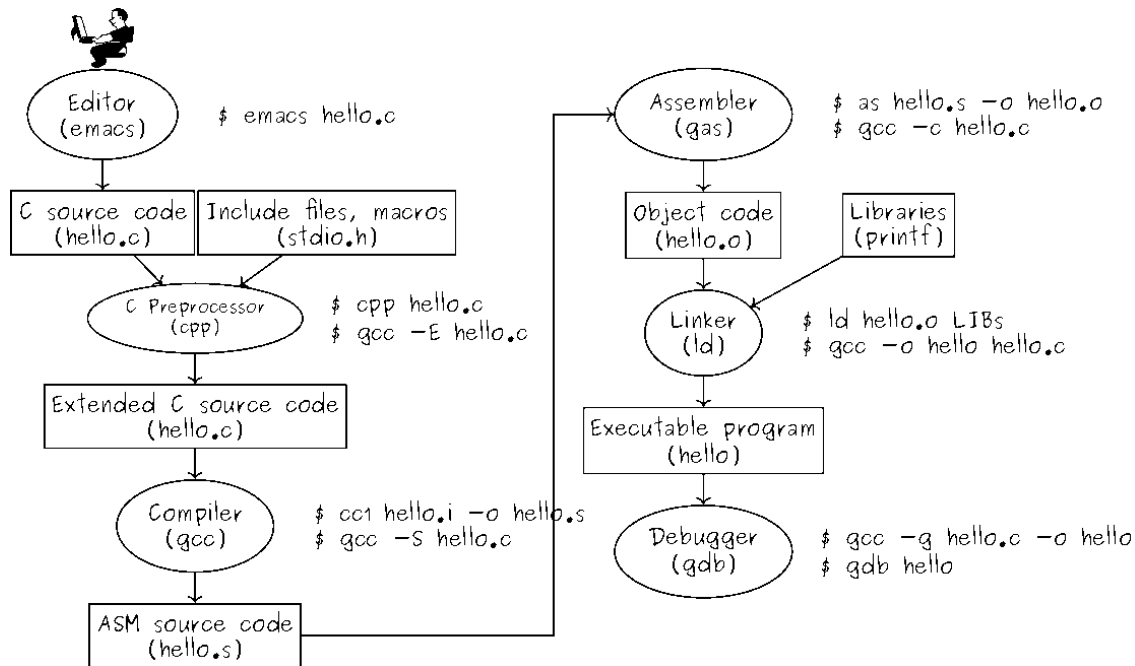 Editor
(emacs)
$ emacs hello.c
C source code
(hello.c)
Include files, macros
(stdio.h)
C Preprocessor
(cpp)
$ cpp hello.c
$ gcc -E hello.c
Extended C source code
(hello.c)
Compiler
(gcc)
$ cc1 hello.i -o hello.s
$ gcc -S hello.c
ASM source code
(hello.s)
Assembler
(gas)
$ as hello.s -o hello.o
$ gcc -c hello.c
Object code
(hello.o)
Libraries
(printf)
Linker
(ld)
$ ld hello.o LIBs
$ gcc -o hello hello.c
Executable program
(hello)
Debugger
(gdb)
$ gcc -g hello.c -o hello
$ gdb hello